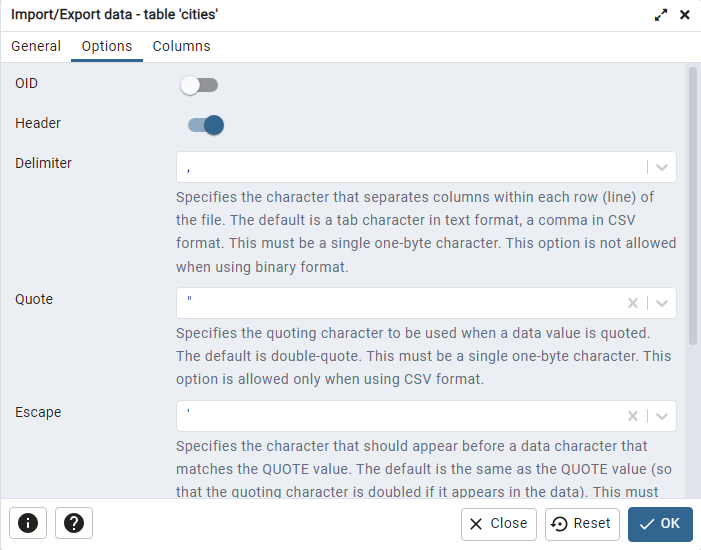 Import/Export data - table 'cities'
General Options Columns
OID
Header
Delimiter
,
Specifies the character that separates columns within each row (line) of
the file. The default is a tab character in text format, a comma in CSV
format. This must be a single one-byte character. This option is not allowed
when using binary format.
Quote
"
Specifies the quoting character to be used when a data value is quoted.
The default is double-quote. This must be a single one-byte character. This
option is allowed only when using CSV format.
Escape
'
Specifies the character that should appear before a data character that
matches the QUOTE value. The default is the same as the QUOTE value (so
that the quoting character is doubled if it appears in the data). This must
Close Reset OK